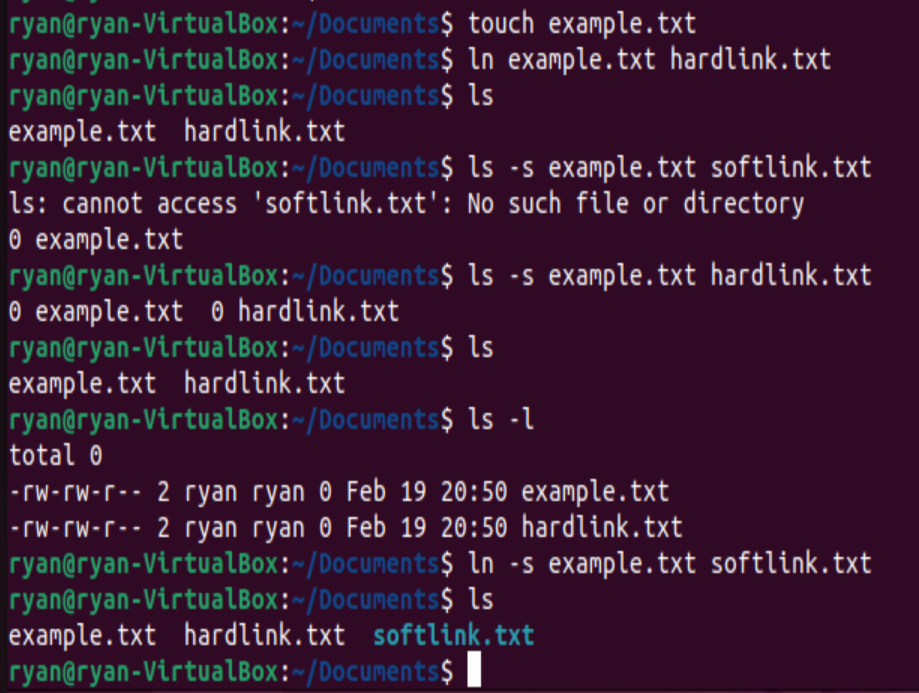 ryan@ryan-VirtualBox:~/Documents$ touch example.txt
ryan@ryan-VirtualBox:~/Documents$ ln example.txt hardlink.txt
ryan@ryan-VirtualBox:~/Documents$ ls
example.txt  hardlink.txt
ryan@ryan-VirtualBox:~/Documents$ ls -s example.txt softlink.txt
ls: cannot access 'softlink.txt': No such file or directory
0 example.txt
ryan@ryan-VirtualBox:~/Documents$ ls -s example.txt hardlink.txt
0 example.txt  0 hardlink.txt
ryan@ryan-VirtualBox:~/Documents$ ls
example.txt  hardlink.txt
ryan@ryan-VirtualBox:~/Documents$ ls -l
total 0
-rw-rw-r-- 2 ryan ryan 0 Feb 19 20:50 example.txt
-rw-rw-r-- 2 ryan ryan 0 Feb 19 20:50 hardlink.txt
ryan@ryan-VirtualBox:~/Documents$ ln -s example.txt softlink.txt
ryan@ryan-VirtualBox:~/Documents$ ls
example.txt  hardlink.txt  softlink.txt
ryan@ryan-VirtualBox:~/Documents$